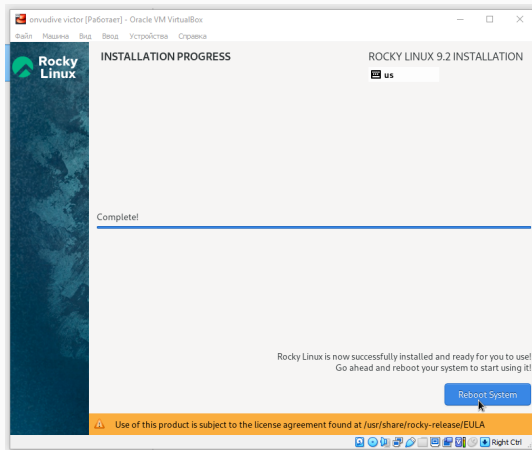 onvudive victor [Работает] - Oracle VM VirtualBox
Файл Машина Вид Ввод Устройства Справка
Rocky
Linux
INSTALLATION PROGRESS
ROCKY LINUX 9.2 INSTALLATION
us
Complete!
Rocky Linux is now successfully installed and ready for you to use!
Go ahead and reboot your system to start using it!
Reboot System
Use of this product is subject to the license agreement found at /usr/share/rocky-release/EULA
Right Ctrl